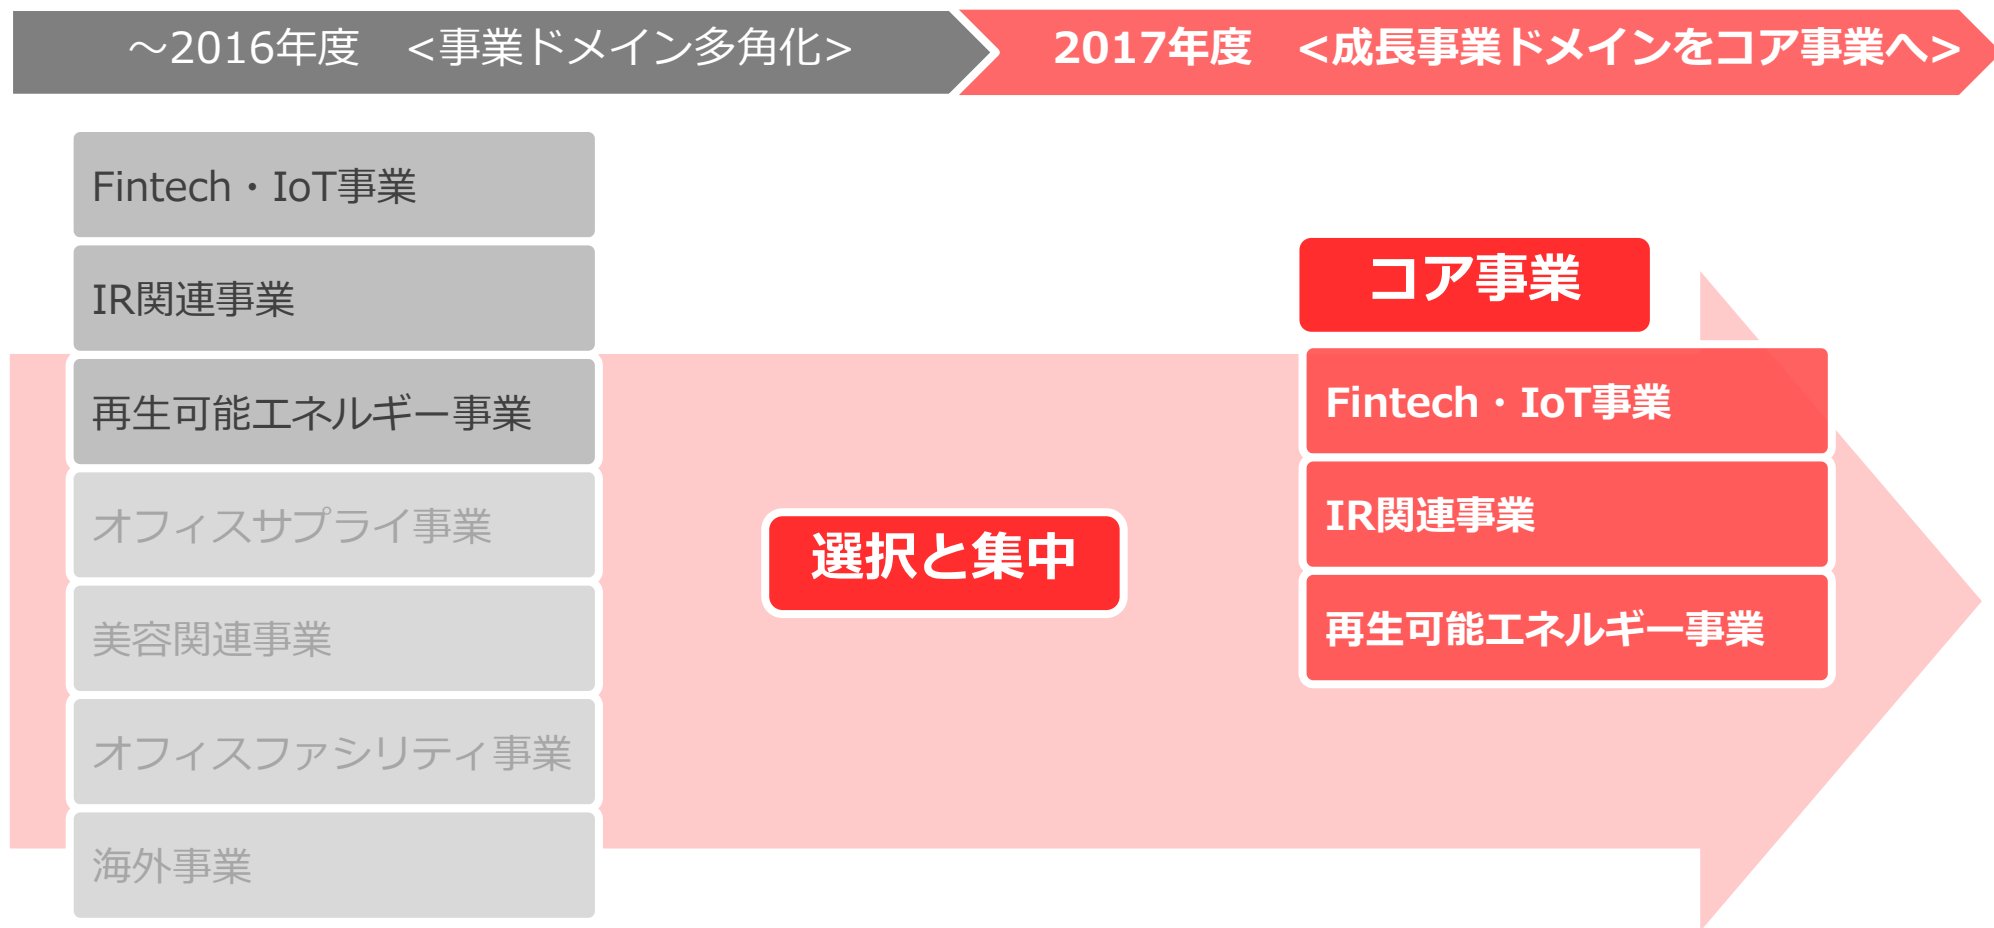 ～2016年度　<事業ドメイン多角化>
2017年度　<成長事業ドメインをコア事業へ>
Fintech・IoT事業
IR関連事業
再生可能エネルギー事業
オフィスサプライ事業
美容関連事業
オフィスファシリティ事業
海外事業
選択と集中
コア事業
Fintech・IoT事業
IR関連事業
再生可能エネルギー事業